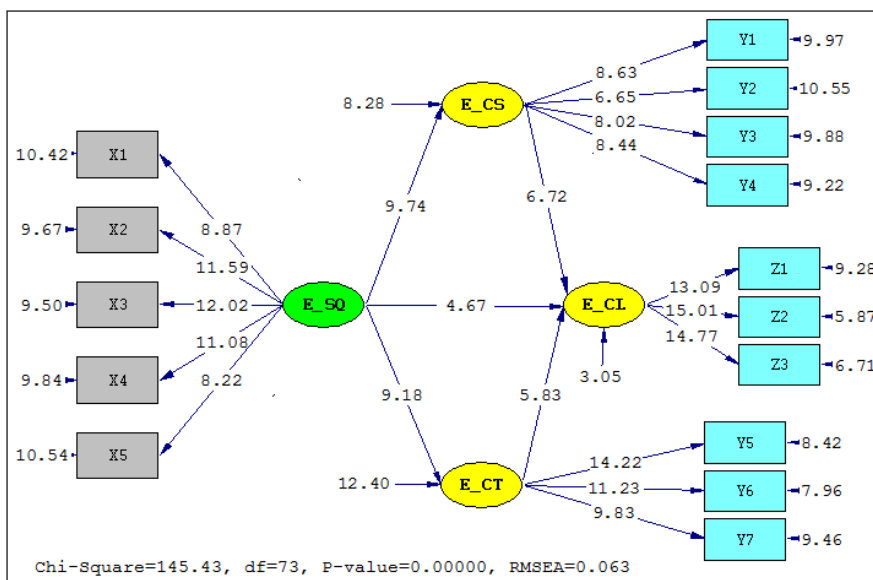 Y1
9.97
8.63
Y2
10.55
E_CS
8.28
6.65
Y3
9.88
8.02
8.44
Y4
9.22
10.42
X1
9.74
6.72
8.87
9.67
X2
11.59
Z1
9.28
13.09
9.50
X3
12.02
E_SQ
4.67
E_CL
15.01
Z2
5.87
11.08
14.77
9.84
X4
8.22
3.05
Z3
6.71
9.18
5.83
10.54
X5
Y5
8.42
14.22
12.40
E_CT
11.23
Y6
7.96
9.83
Y7
9.46
Chi-Square=145.43, df=73, P-value=0.00000, RMSEA=0.063